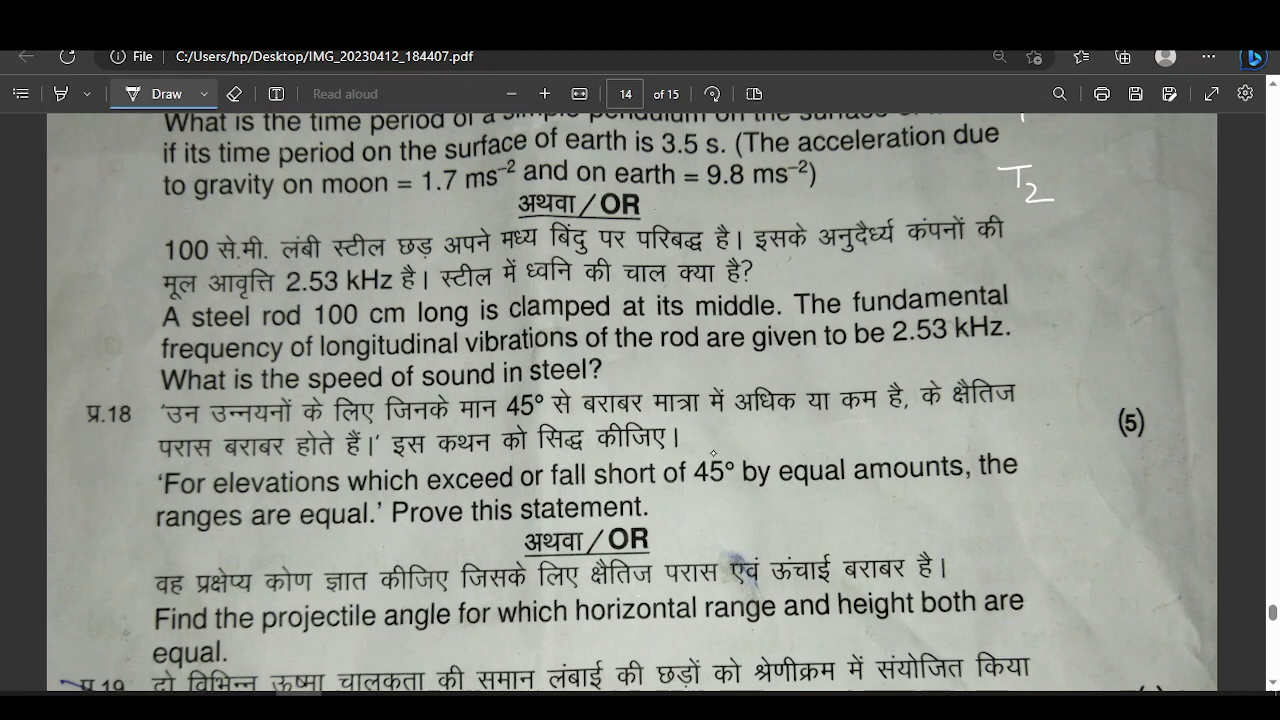 File C:/Users/hp/Desktop/IMG_20230412_184407.pdf
Draw Read aloud 14 of 15
What is the time period of a simple pendulum on the surface of
if its time period on the surface of earth is 3.5 s. (The acceleration due
to gravity on moon = 1.7 ms⁻² and on earth = 9.8 ms⁻²)
T₂
अथवा / OR
100 से.मी. लंबी स्टील छड़ अपने मध्य बिंदु पर परिबद्ध है। इसके अनुदैर्ध्य कंपनों की
मूल आवृत्ति 2.53 kHz है। स्टील में ध्वनि की चाल क्या है?
A steel rod 100 cm long is clamped at its middle. The fundamental
frequency of longitudinal vibrations of the rod are given to be 2.53 kHz.
What is the speed of sound in steel?
प्र.18 'उन उन्नयनों के लिए जिनके मान 45° से बराबर मात्रा में अधिक या कम है, के क्षैतिज
परास बराबर होते हैं।' इस कथन को सिद्ध कीजिए। (5)
'For elevations which exceed or fall short of 45° by equal amounts, the
ranges are equal.' Prove this statement.
अथवा / OR
वह प्रक्षेप्य कोण ज्ञात कीजिए जिसके लिए क्षैतिज परास एवं ऊंचाई बराबर है।
Find the projectile angle for which horizontal range and height both are
equal.
प्र.19 दो विभिन्न ऊष्मा चालकता की समान लंबाई की छड़ों को श्रेणीक्रम में संयोजित किया